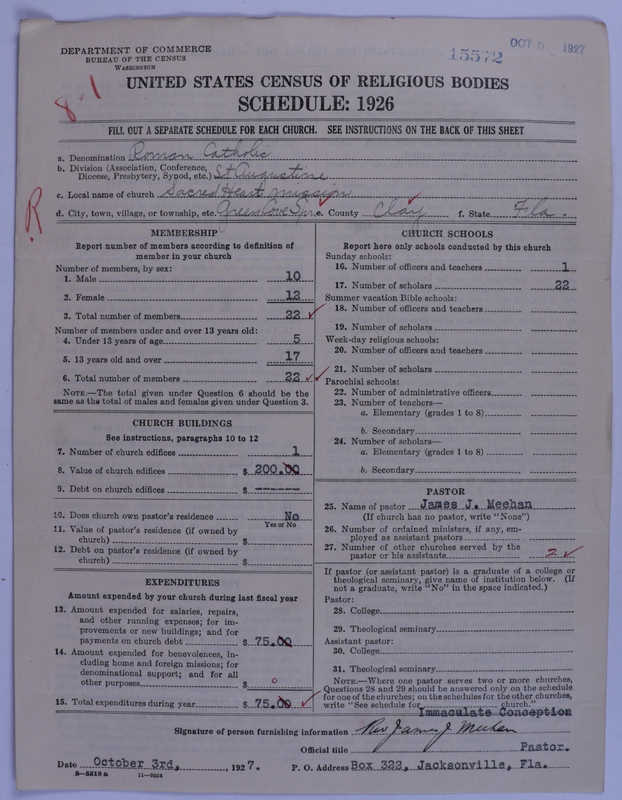 DEPARTMENT OF COMMERCE
BUREAU OF THE CENSUS
WASHINGTON
15572
OCT 5 1927
8-1
UNITED STATES CENSUS OF RELIGIOUS BODIES
SCHEDULE: 1926
FILL OUT A SEPARATE SCHEDULE FOR EACH CHURCH. SEE INSTRUCTIONS ON THE BACK OF THIS SHEET
a. Denomination Roman Catholic
b. Division (Association, Conference, Diocese, Presbytery, Synod, etc.) St Augustine
c. Local name of church Sacred Heart mission
R
d. City, town, village, or township, etc. Green Cove Spr. e. County Clay f. State Fla.
MEMBERSHIP
Report number of members according to definition of
member in your church
Number of members, by sex:
1. Male 10
2. Female 12
3. Total number of members 22 ✓
Number of members under and over 13 years old:
4. Under 13 years of age 5
5. 13 years old and over 17
6. Total number of members 22 ✓✓
NOTE.—The total given under Question 6 should be the
same as the total of males and females given under Question 3.
CHURCH BUILDINGS
See instructions, paragraphs 10 to 12
7. Number of church edifices 1
8. Value of church edifices $ 200.00
9. Debt on church edifices $ -------
10. Does church own pastor's residence No
Yes or No
11. Value of pastor's residence (if owned by
church) $
12. Debt on pastor's residence (if owned by
church) $
EXPENDITURES
Amount expended by your church during last fiscal year
13. Amount expended for salaries, repairs,
and other running expenses; for im-
provements or new buildings; and for
payments on church debt $ 75.00
14. Amount expended for benevolences, in-
cluding home and foreign missions; for
denominational support; and for all
other purposes $ 0
15. Total expenditures during year $ 75.00 ✓
CHURCH SCHOOLS
Report here only schools conducted by this church
Sunday schools:
16. Number of officers and teachers 1
17. Number of scholars 22
Summer vacation Bible schools:
18. Number of officers and teachers
19. Number of scholars
Week-day religious schools:
20. Number of officers and teachers
21. Number of scholars
Parochial schools:
22. Number of administrative officers
23. Number of teachers—
a. Elementary (grades 1 to 8)
b. Secondary
24. Number of scholars—
a. Elementary (grades 1 to 8)
b. Secondary
PASTOR
25. Name of pastor James J. Meehan
(If church has no pastor, write "None")
26. Number of ordained ministers, if any, em-
ployed as assistant pastors
27. Number of other churches served by the
pastor or his assistants 2 ✓
If pastor (or assistant pastor) is a graduate of a college or
theological seminary, give name of institution below. (If
not a graduate, write "No" in the space indicated.)
Pastor:
28. College
29. Theological seminary
Assistant pastor:
30. College
31. Theological seminary
NOTE.—Where one pastor serves two or more churches,
Questions 28 and 29 should be answered only on the schedule
for one of the churches; on the schedules for the other churches,
write "See schedule for church."
Immaculate Conception
Signature of person furnishing information Rev James J Meehan
Official title Pastor.
Date October 3rd, 1927. P. O. Address Box 322, Jacksonville, Fla.
8-5518a 11-9054